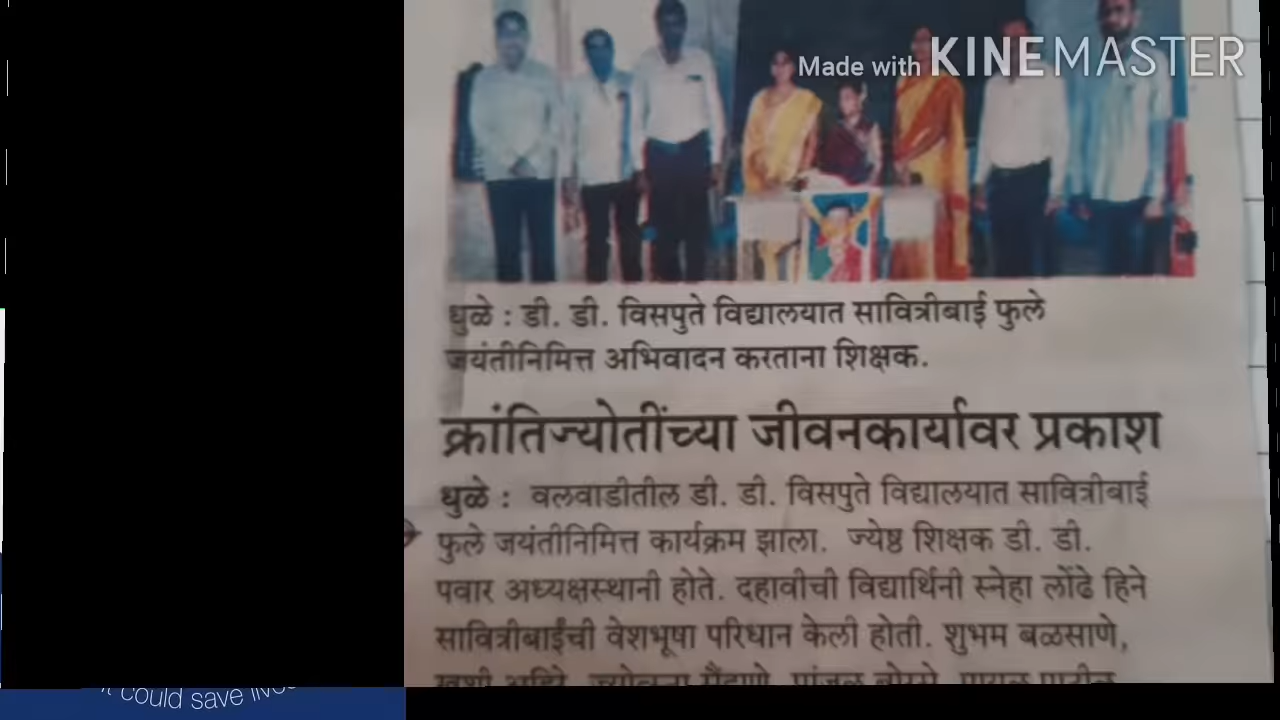 Made with KINEMASTER
धुळे : डी. डी. विसपुते विद्यालयात सावित्रीबाई फुले
जयंतीनिमित्त अभिवादन करताना शिक्षक.
क्रांतिज्योतींच्या जीवनकार्यावर प्रकाश
धुळे : वलवाडीतील डी. डी. विसपुते विद्यालयात सावित्रीबाई
फुले जयंतीनिमित्त कार्यक्रम झाला. ज्येष्ठ शिक्षक डी. डी.
पवार अध्यक्षस्थानी होते. दहावीची विद्यार्थिनी स्नेहा लोंढे हिने
सावित्रीबाईंची वेशभूषा परिधान केली होती. शुभम बळसाणे,
could save